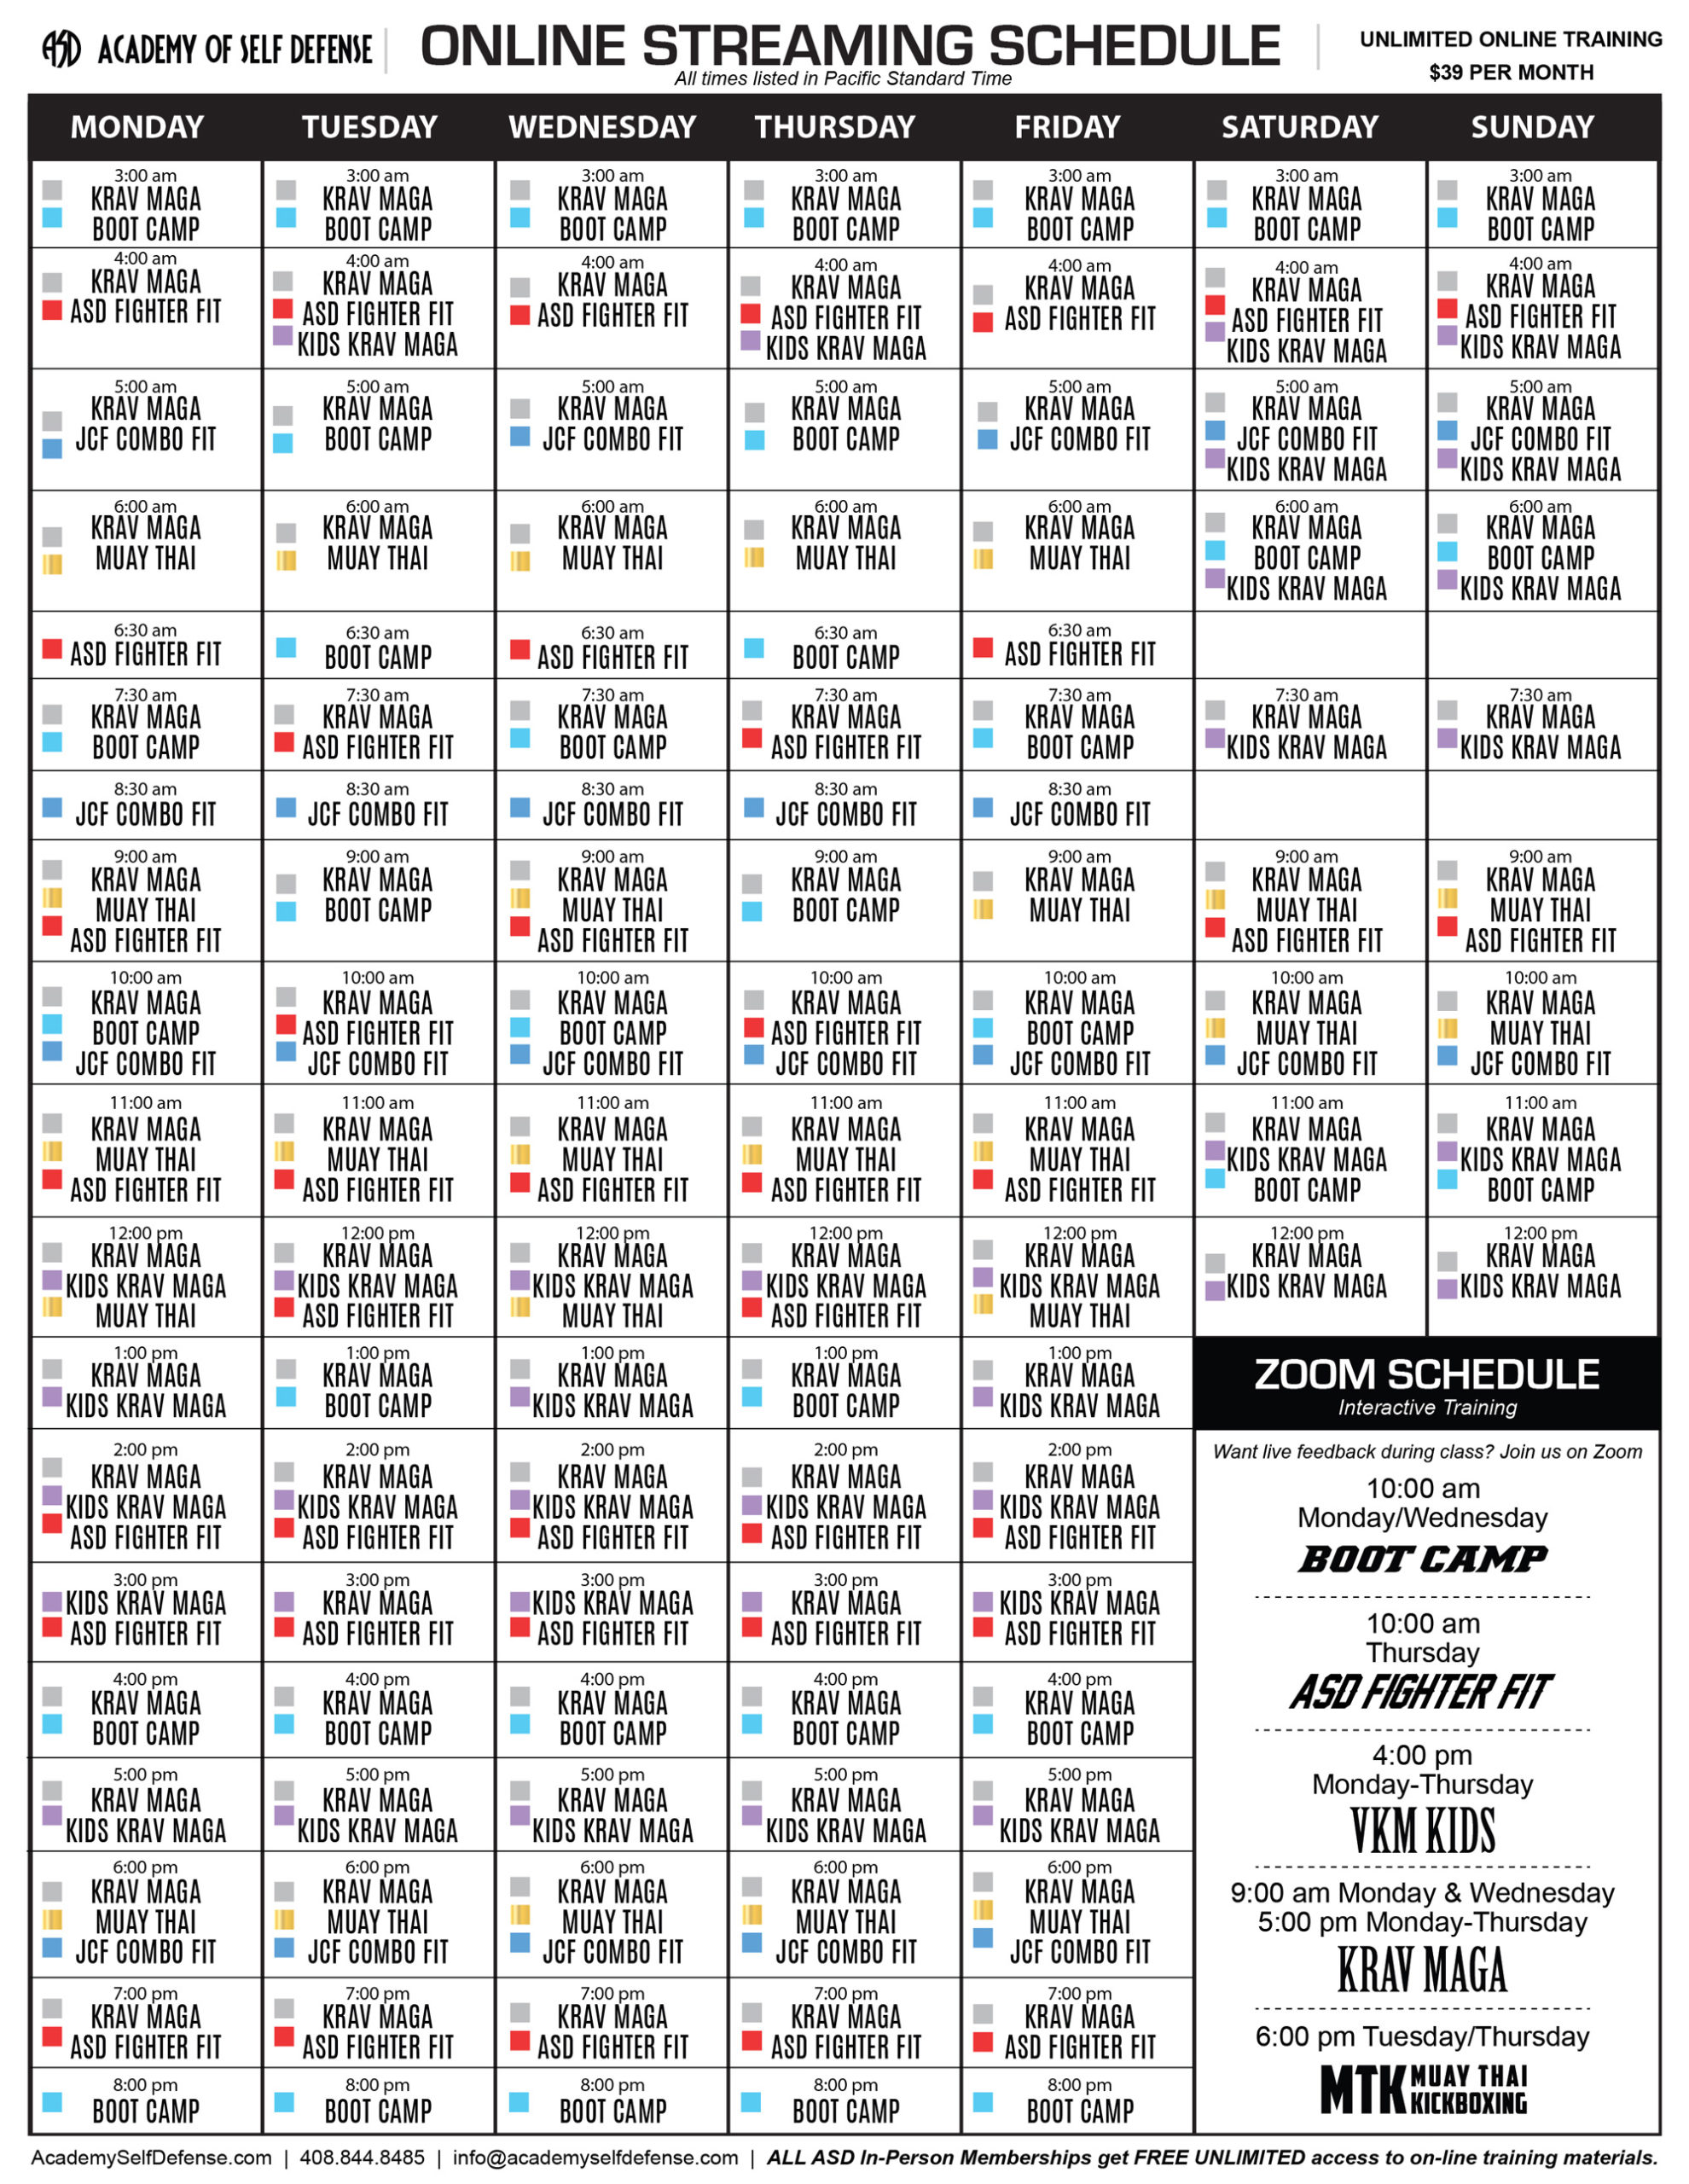 ASD ACADEMY OF SELF DEFENSE
ONLINE STREAMING SCHEDULE
All times listed in Pacific Standard Time
UNLIMITED ONLINE TRAINING
$39 PER MONTH
MONDAY TUESDAY WEDNESDAY THURSDAY FRIDAY SATURDAY SUNDAY
3:00 am 3:00 am 3:00 am 3:00 am 3:00 am 3:00 am 3:00 am
KRAV MAGA KRAV MAGA KRAV MAGA KRAV MAGA KRAV MAGA KRAV MAGA KRAV MAGA
BOOT CAMP BOOT CAMP BOOT CAMP BOOT CAMP BOOT CAMP BOOT CAMP BOOT CAMP
4:00 am 4:00 am 4:00 am 4:00 am 4:00 am 4:00 am 4:00 am
KRAV MAGA KRAV MAGA KRAV MAGA KRAV MAGA KRAV MAGA KRAV MAGA KRAV MAGA
ASD FIGHTER FIT ASD FIGHTER FIT ASD FIGHTER FIT ASD FIGHTER FIT ASD FIGHTER FIT ASD FIGHTER FIT ASD FIGHTER FIT
KIDS KRAV MAGA KIDS KRAV MAGA KIDS KRAV MAGA KIDS KRAV MAGA
5:00 am 5:00 am 5:00 am 5:00 am 5:00 am 5:00 am 5:00 am
KRAV MAGA KRAV MAGA KRAV MAGA KRAV MAGA KRAV MAGA KRAV MAGA KRAV MAGA
JCF COMBO FIT BOOT CAMP JCF COMBO FIT BOOT CAMP JCF COMBO FIT JCF COMBO FIT JCF COMBO FIT
KIDS KRAV MAGA KIDS KRAV MAGA
6:00 am 6:00 am 6:00 am 6:00 am 6:00 am 6:00 am 6:00 am
KRAV MAGA KRAV MAGA KRAV MAGA KRAV MAGA KRAV MAGA KRAV MAGA KRAV MAGA
MUAY THAI MUAY THAI MUAY THAI MUAY THAI MUAY THAI BOOT CAMP BOOT CAMP
KIDS KRAV MAGA KIDS KRAV MAGA
6:30 am 6:30 am 6:30 am 6:30 am 6:30 am
ASD FIGHTER FIT BOOT CAMP ASD FIGHTER FIT BOOT CAMP ASD FIGHTER FIT
7:30 am 7:30 am 7:30 am 7:30 am 7:30 am 7:30 am 7:30 am
KRAV MAGA KRAV MAGA KRAV MAGA KRAV MAGA KRAV MAGA KRAV MAGA KRAV MAGA
BOOT CAMP ASD FIGHTER FIT BOOT CAMP ASD FIGHTER FIT BOOT CAMP KIDS KRAV MAGA KIDS KRAV MAGA
8:30 am 8:30 am 8:30 am 8:30 am 8:30 am
JCF COMBO FIT JCF COMBO FIT JCF COMBO FIT JCF COMBO FIT JCF COMBO FIT
9:00 am 9:00 am 9:00 am 9:00 am 9:00 am 9:00 am 9:00 am
KRAV MAGA KRAV MAGA KRAV MAGA KRAV MAGA KRAV MAGA KRAV MAGA KRAV MAGA
MUAY THAI BOOT CAMP MUAY THAI BOOT CAMP MUAY THAI MUAY THAI MUAY THAI
ASD FIGHTER FIT ASD FIGHTER FIT ASD FIGHTER FIT ASD FIGHTER FIT
10:00 am 10:00 am 10:00 am 10:00 am 10:00 am 10:00 am 10:00 am
KRAV MAGA KRAV MAGA KRAV MAGA KRAV MAGA KRAV MAGA KRAV MAGA KRAV MAGA
BOOT CAMP ASD FIGHTER FIT BOOT CAMP ASD FIGHTER FIT BOOT CAMP MUAY THAI MUAY THAI
JCF COMBO FIT JCF COMBO FIT JCF COMBO FIT JCF COMBO FIT JCF COMBO FIT JCF COMBO FIT JCF COMBO FIT
11:00 am 11:00 am 11:00 am 11:00 am 11:00 am 11:00 am 11:00 am
KRAV MAGA KRAV MAGA KRAV MAGA KRAV MAGA KRAV MAGA KRAV MAGA KRAV MAGA
MUAY THAI MUAY THAI MUAY THAI MUAY THAI MUAY THAI KIDS KRAV MAGA KIDS KRAV MAGA
ASD FIGHTER FIT ASD FIGHTER FIT ASD FIGHTER FIT ASD FIGHTER FIT ASD FIGHTER FIT BOOT CAMP BOOT CAMP
12:00 pm 12:00 pm 12:00 pm 12:00 pm 12:00 pm 12:00 pm 12:00 pm
KRAV MAGA KRAV MAGA KRAV MAGA KRAV MAGA KRAV MAGA KRAV MAGA KRAV MAGA
KIDS KRAV MAGA KIDS KRAV MAGA KIDS KRAV MAGA KIDS KRAV MAGA KIDS KRAV MAGA KIDS KRAV MAGA KIDS KRAV MAGA
MUAY THAI ASD FIGHTER FIT MUAY THAI ASD FIGHTER FIT MUAY THAI
1:00 pm 1:00 pm 1:00 pm 1:00 pm 1:00 pm
KRAV MAGA KRAV MAGA KRAV MAGA KRAV MAGA KRAV MAGA
KIDS KRAV MAGA BOOT CAMP KIDS KRAV MAGA BOOT CAMP KIDS KRAV MAGA
2:00 pm 2:00 pm 2:00 pm 2:00 pm 2:00 pm
KRAV MAGA KRAV MAGA KRAV MAGA KRAV MAGA KRAV MAGA
KIDS KRAV MAGA KIDS KRAV MAGA KIDS KRAV MAGA KIDS KRAV MAGA KIDS KRAV MAGA
ASD FIGHTER FIT ASD FIGHTER FIT ASD FIGHTER FIT ASD FIGHTER FIT ASD FIGHTER FIT
3:00 pm 3:00 pm 3:00 pm 3:00 pm 3:00 pm
KIDS KRAV MAGA KRAV MAGA KIDS KRAV MAGA KRAV MAGA KIDS KRAV MAGA
ASD FIGHTER FIT ASD FIGHTER FIT ASD FIGHTER FIT ASD FIGHTER FIT ASD FIGHTER FIT
4:00 pm 4:00 pm 4:00 pm 4:00 pm 4:00 pm
KRAV MAGA KRAV MAGA KRAV MAGA KRAV MAGA KRAV MAGA
BOOT CAMP BOOT CAMP BOOT CAMP BOOT CAMP BOOT CAMP
5:00 pm 5:00 pm 5:00 pm 5:00 pm 5:00 pm
KRAV MAGA KRAV MAGA KRAV MAGA KRAV MAGA KRAV MAGA
KIDS KRAV MAGA KIDS KRAV MAGA KIDS KRAV MAGA KIDS KRAV MAGA KIDS KRAV MAGA
6:00 pm 6:00 pm 6:00 pm 6:00 pm 6:00 pm
KRAV MAGA KRAV MAGA KRAV MAGA KRAV MAGA KRAV MAGA
MUAY THAI MUAY THAI MUAY THAI MUAY THAI MUAY THAI
JCF COMBO FIT JCF COMBO FIT JCF COMBO FIT JCF COMBO FIT JCF COMBO FIT
7:00 pm 7:00 pm 7:00 pm 7:00 pm 7:00 pm
KRAV MAGA KRAV MAGA KRAV MAGA KRAV MAGA KRAV MAGA
ASD FIGHTER FIT ASD FIGHTER FIT ASD FIGHTER FIT ASD FIGHTER FIT ASD FIGHTER FIT
8:00 pm 8:00 pm 8:00 pm 8:00 pm 8:00 pm
BOOT CAMP BOOT CAMP BOOT CAMP BOOT CAMP BOOT CAMP
ZOOM SCHEDULE
Interactive Training
Want live feedback during class? Join us on Zoom
10:00 am
Monday/Wednesday
BOOT CAMP
10:00 am
Thursday
ASD FIGHTER FIT
4:00 pm
Monday-Thursday
VKM KIDS
9:00 am Monday & Wednesday
5:00 pm Monday-Thursday
KRAV MAGA
6:00 pm Tuesday/Thursday
MTK MUAY THAI
KICKBOXING
AcademySelfDefense.com | 408.844.8485 | info@academyselfdefense.com | ALL ASD In-Person Memberships get FREE UNLIMITED access to on-line training materials.